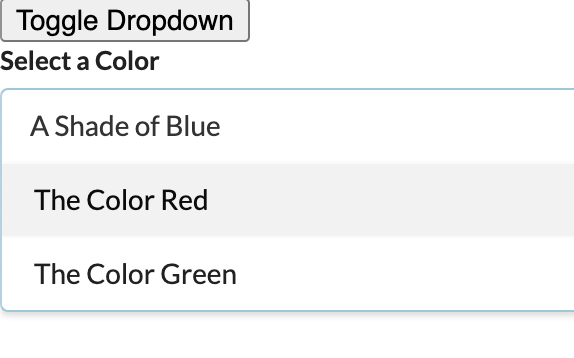 Toggle Dropdown
Select a Color
A Shade of Blue
The Color Red
The Color Green